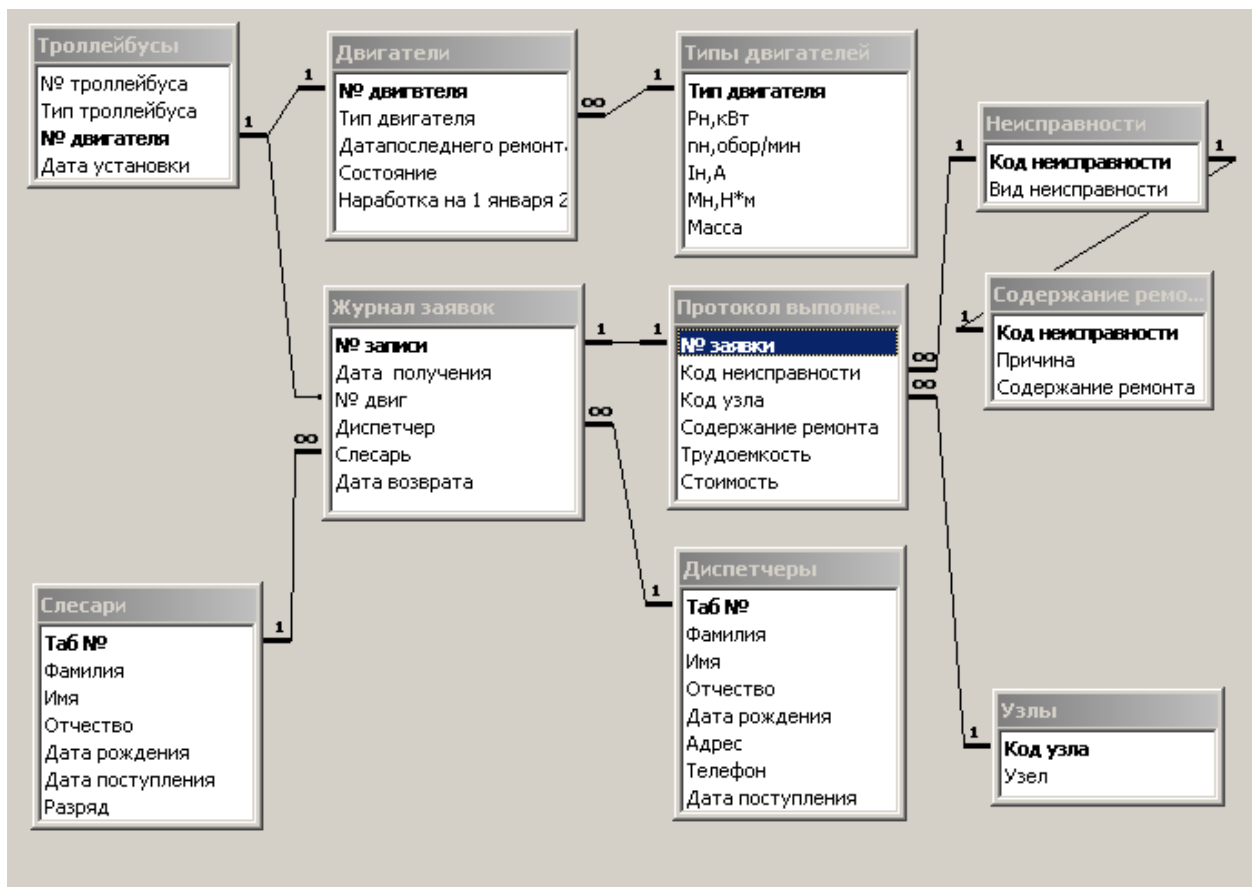 Троллейбусы
№ троллейбуса
Тип троллейбуса
№ двигателя
Дата установки
1
1
Двигатели
№ двигвтеля
Тип двигателя
Датапоследнего ремонт
Состояние
Наработка на 1 января 2
∞
1
Типы двигателей
Тип двигателя
Рн,кВт
пн,обор/мин
Iн,А
Мн,Н*м
Масса
1
Неисправности
Код неисправности
Вид неисправности
1
1
Содержание ремо...
Код неисправности
Причина
Содержание ремонта
Журнал заявок
№ записи
Дата получения
№ двиг
Диспетчер
Слесарь
Дата возврата
1
1
∞
∞
Протокол выполне...
№ заявки
Код неисправности
Код узла
Содержание ремонта
Трудоемкость
Стоимость
∞
∞
Слесари
Таб №
Фамилия
Имя
Отчество
Дата рождения
Дата поступления
Разряд
1
1
Диспетчеры
Таб №
Фамилия
Имя
Отчество
Дата рождения
Адрес
Телефон
Дата поступления
1
Узлы
Код узла
Узел